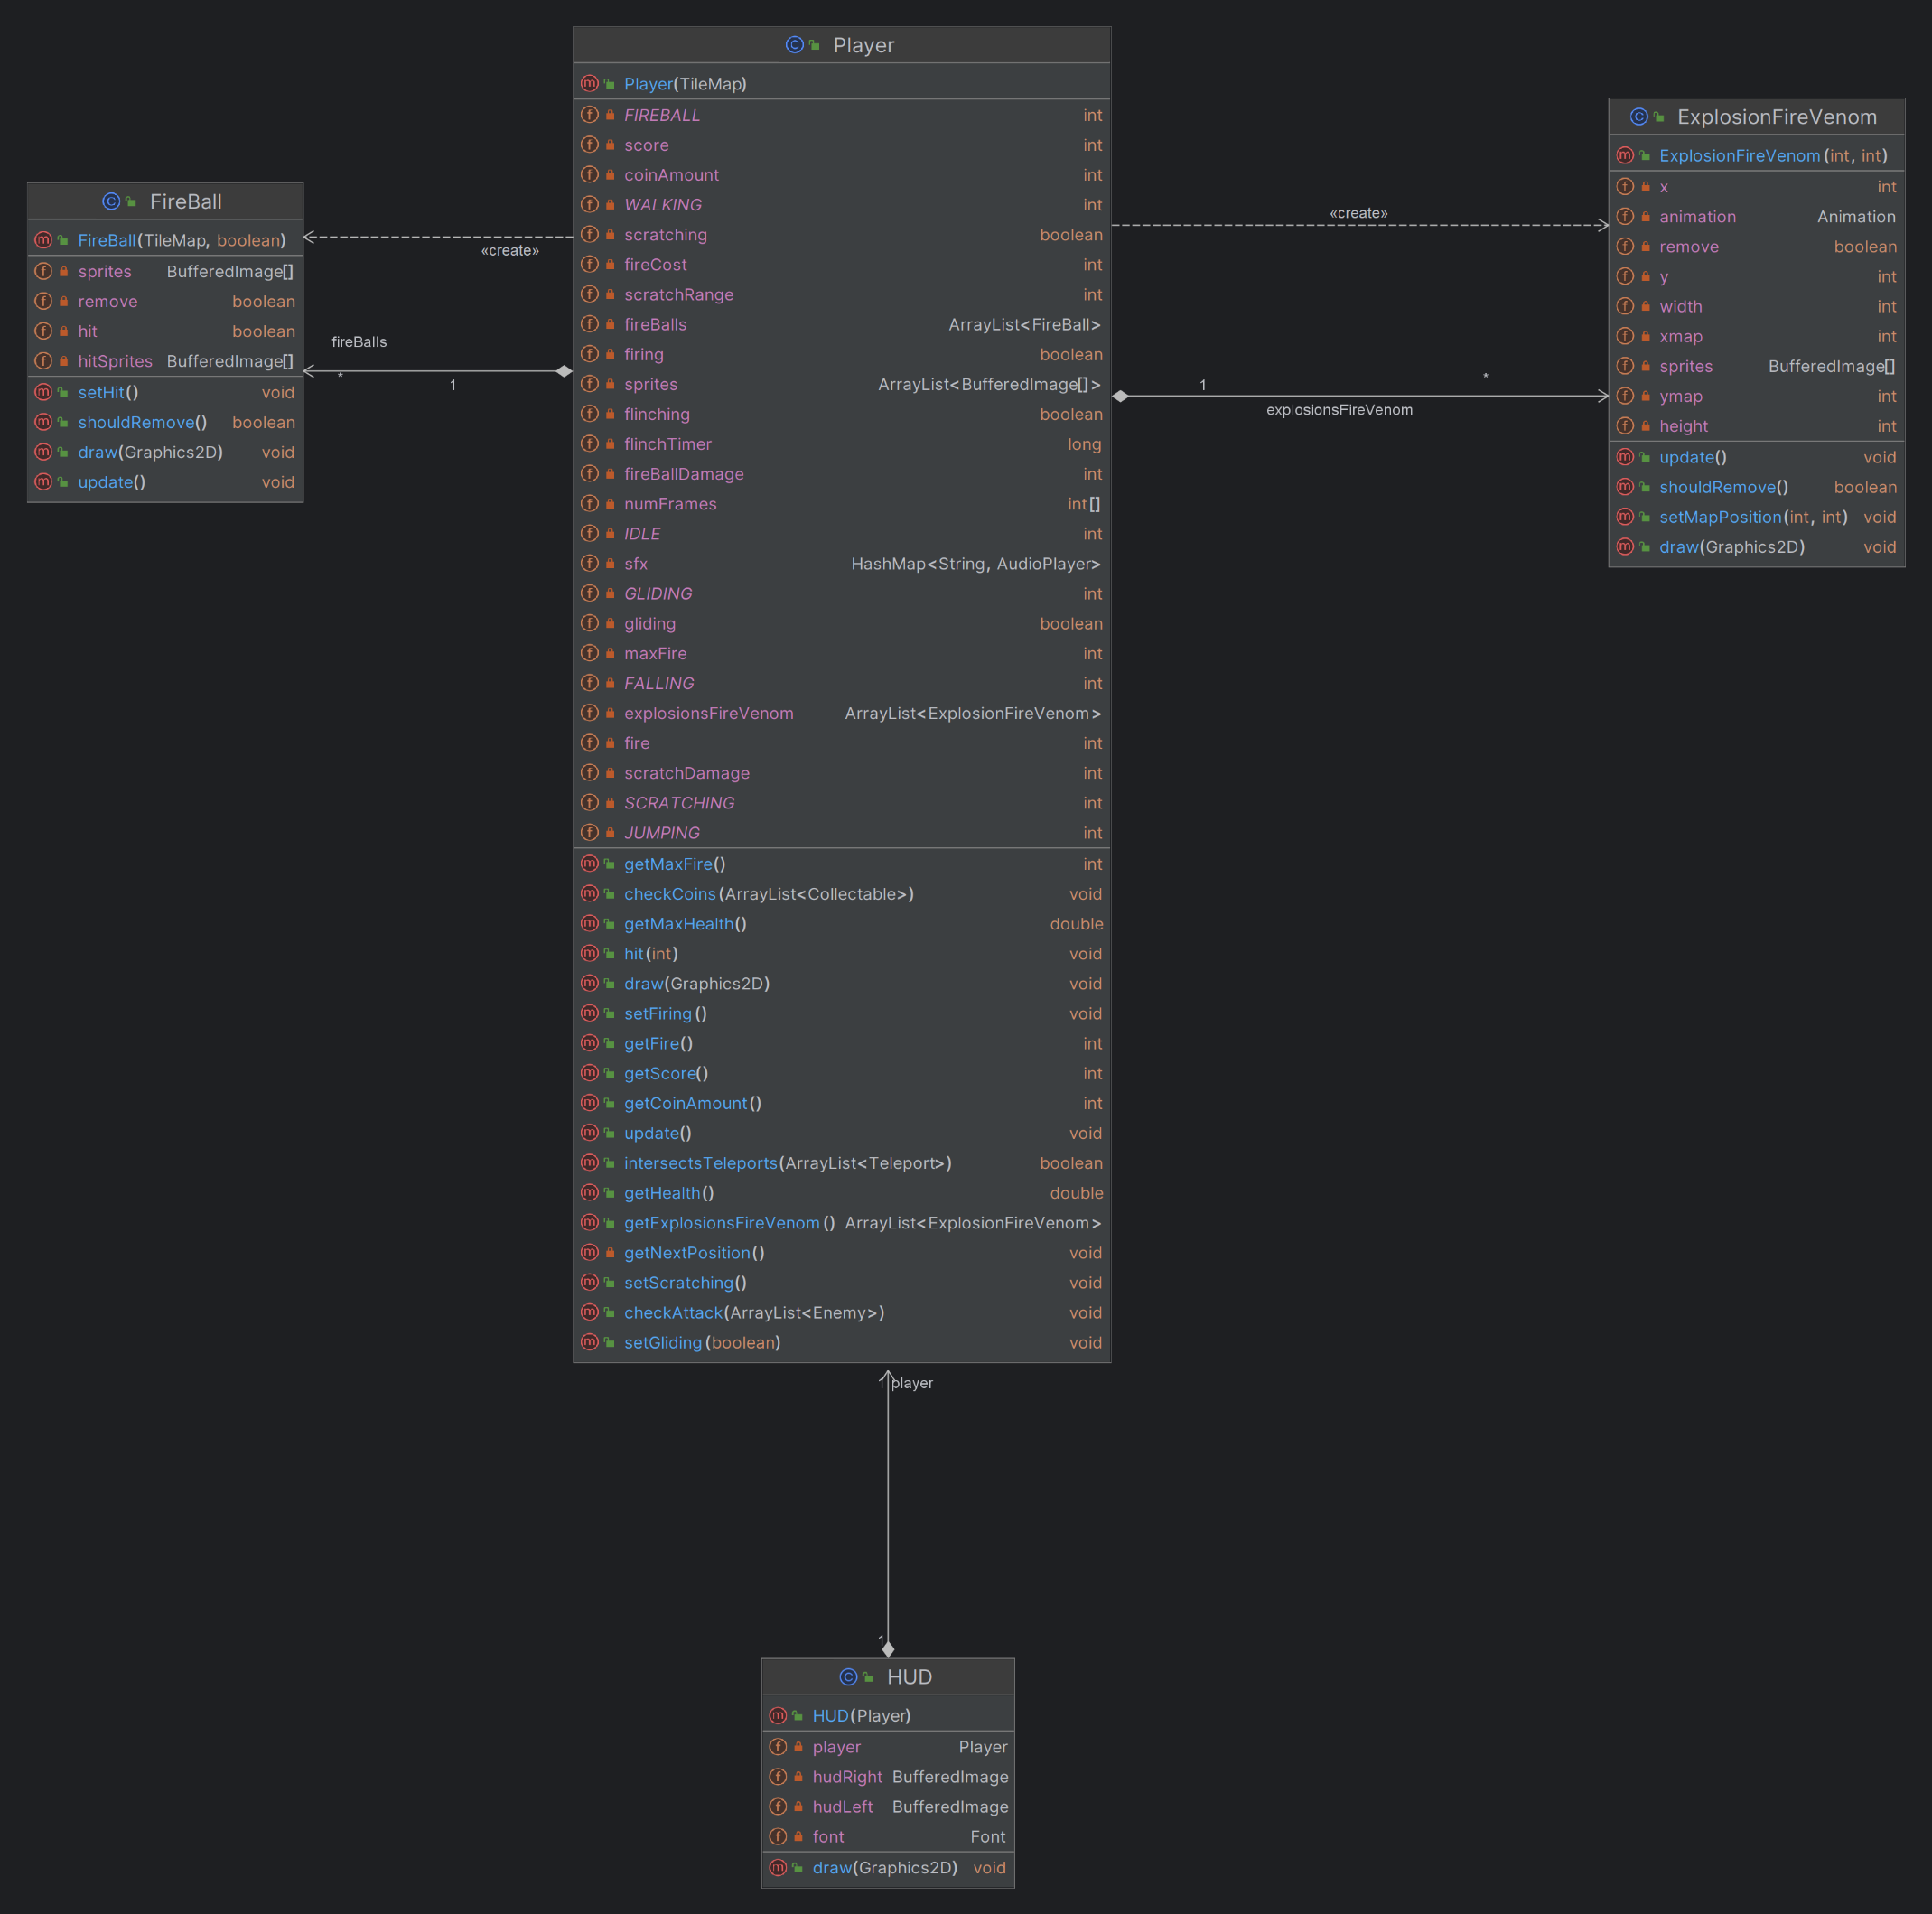 Player
Player(TileMap)
FIREBALL int
score int
coinAmount int
WALKING int
scratching boolean
fireCost int
scratchRange int
fireBalls ArrayList<FireBall>
firing boolean
sprites ArrayList<BufferedImage[]>
flinching boolean
flinchTimer long
fireBallDamage int
numFrames int[]
IDLE int
sfx HashMap<String, AudioPlayer>
GLIDING int
gliding boolean
maxFire int
FALLING int
explosionsFireVenom ArrayList<ExplosionFireVenom>
fire int
scratchDamage int
SCRATCHING int
JUMPING int
getMaxFire() int
checkCoins(ArrayList<Collectable>) void
getMaxHealth() double
hit(int) void
draw(Graphics2D) void
setFiring() void
getFire() int
getScore() int
getCoinAmount() int
update() void
intersectsTeleports(ArrayList<Teleport>) boolean
getHealth() double
getExplosionsFireVenom() ArrayList<ExplosionFireVenom>
getNextPosition() void
setScratching() void
checkAttack(ArrayList<Enemy>) void
setGliding(boolean) void
FireBall
FireBall(TileMap, boolean)
sprites BufferedImage[]
remove boolean
hit boolean
hitSprites BufferedImage[]
setHit() void
shouldRemove() boolean
draw(Graphics2D) void
update() void
«create»
fireBalls
* 1
ExplosionFireVenom
ExplosionFireVenom(int, int)
x int
animation Animation
remove boolean
y int
width int
xmap int
sprites BufferedImage[]
ymap int
height int
update() void
shouldRemove() boolean
setMapPosition(int, int) void
draw(Graphics2D) void
«create»
1 *
explosionsFireVenom
1 player
1
HUD
HUD(Player)
player Player
hudRight BufferedImage
hudLeft BufferedImage
font Font
draw(Graphics2D) void